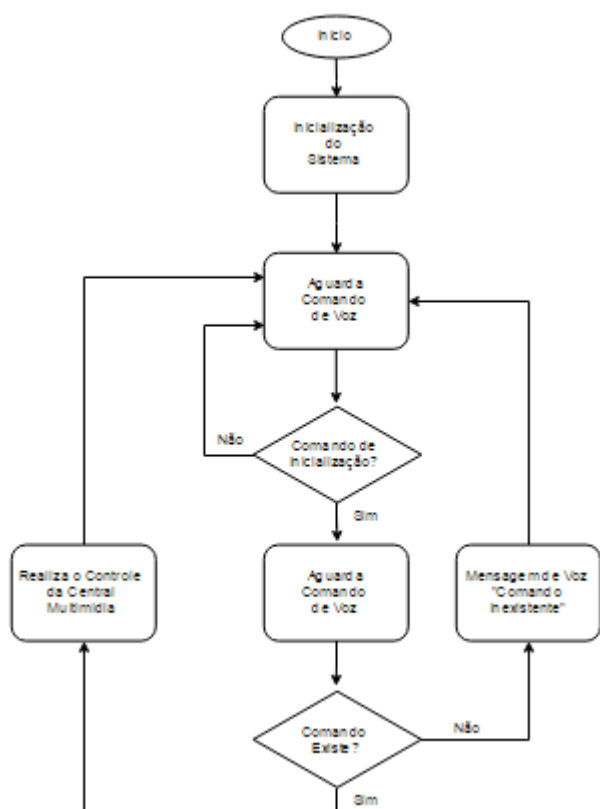 Início
Inicialização
do
Sistema
Aguarda
Comando
de Voz
Não
Comando de
Inicialização?
Sim
Realiza o Controle
da Central
Multimídia
Aguarda
Comando
de Voz
Mensagem de Voz
"Comando
Inexistente"
Comando
Existe?
Não
Sim